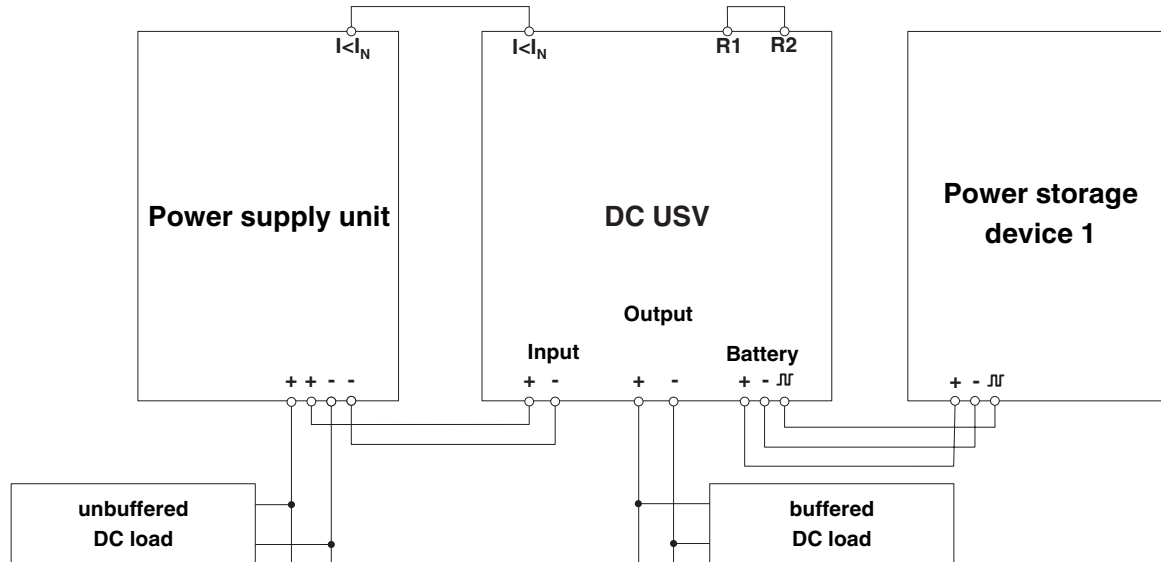 I<IN
I<IN
R1 R2
Power supply unit
DC USV
Power storage
device 1
Output
Input
Battery
+ + - -
+ -
+ -
+ -
+ -
unbuffered
DC load
buffered
DC load